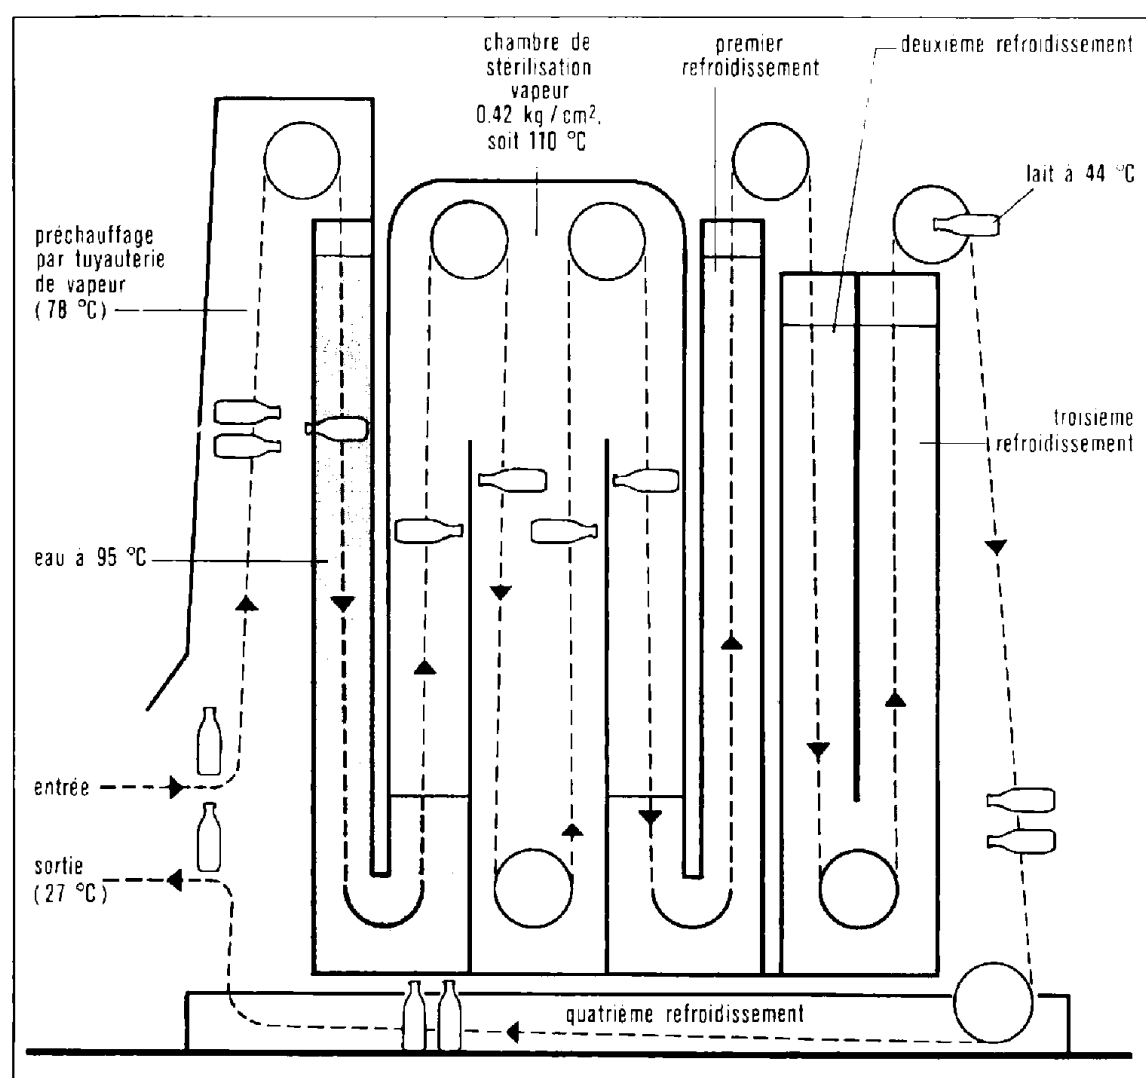 chambre de
stérilisation
vapeur
0.42 kg/cm²,
soit 110 °C
premier
refroidissement
deuxième refroidissement
lait à 44 °C
préchauffage
par tuyauterie
de vapeur
(78 °C)
troisième
refroidissement
eau à 95 °C
entrée
sortie
(27 °C)
quatrième refroidissement